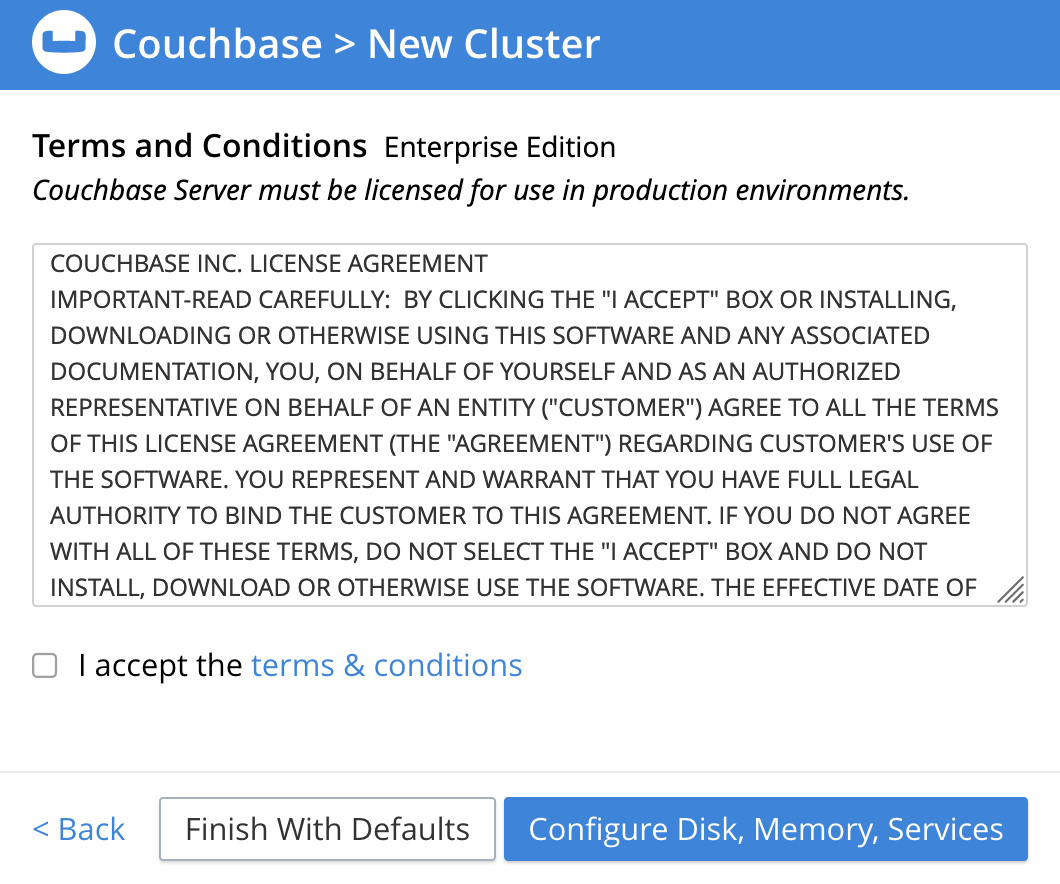 Couchbase > New Cluster
Terms and Conditions Enterprise Edition
Couchbase Server must be licensed for use in production environments.
COUCHBASE INC. LICENSE AGREEMENT
IMPORTANT-READ CAREFULLY:  BY CLICKING THE "I ACCEPT" BOX OR INSTALLING,
DOWNLOADING OR OTHERWISE USING THIS SOFTWARE AND ANY ASSOCIATED
DOCUMENTATION, YOU, ON BEHALF OF YOURSELF AND AS AN AUTHORIZED
REPRESENTATIVE ON BEHALF OF AN ENTITY ("CUSTOMER") AGREE TO ALL THE TERMS
OF THIS LICENSE AGREEMENT (THE "AGREEMENT") REGARDING CUSTOMER'S USE OF
THE SOFTWARE. YOU REPRESENT AND WARRANT THAT YOU HAVE FULL LEGAL
AUTHORITY TO BIND THE CUSTOMER TO THIS AGREEMENT. IF YOU DO NOT AGREE
WITH ALL OF THESE TERMS, DO NOT SELECT THE "I ACCEPT" BOX AND DO NOT
INSTALL, DOWNLOAD OR OTHERWISE USE THE SOFTWARE. THE EFFECTIVE DATE OF
I accept the terms & conditions
< Back
Finish With Defaults
Configure Disk, Memory, Services